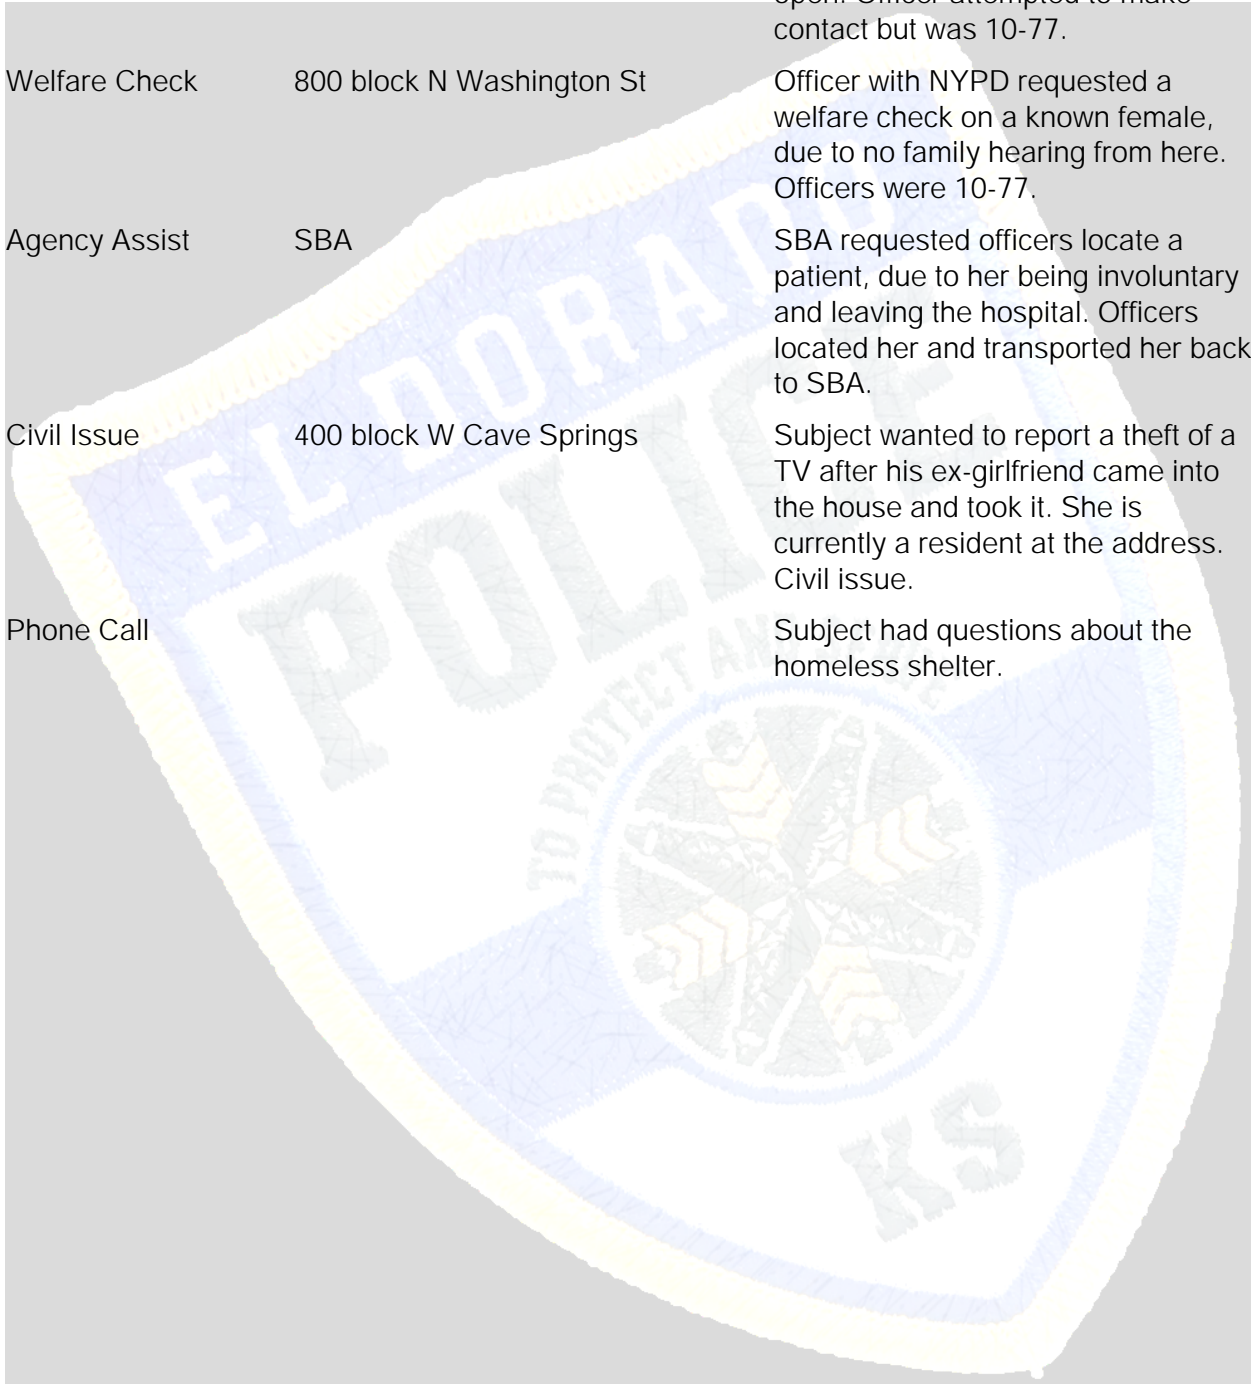 contact but was 10-77.
Welfare Check 800 block N Washington St Officer with NYPD requested a
welfare check on a known female,
due to no family hearing from here.
Officers were 10-77.
Agency Assist SBA SBA requested officers locate a
patient, due to her being involuntary
and leaving the hospital. Officers
located her and transported her back
to SBA.
Civil Issue 400 block W Cave Springs Subject wanted to report a theft of a
TV after his ex-girlfriend came into
the house and took it. She is
currently a resident at the address.
Civil issue.
Phone Call Subject had questions about the
homeless shelter.
EL DORADO
POLICE
TO PROTECT AND SERVE
KS